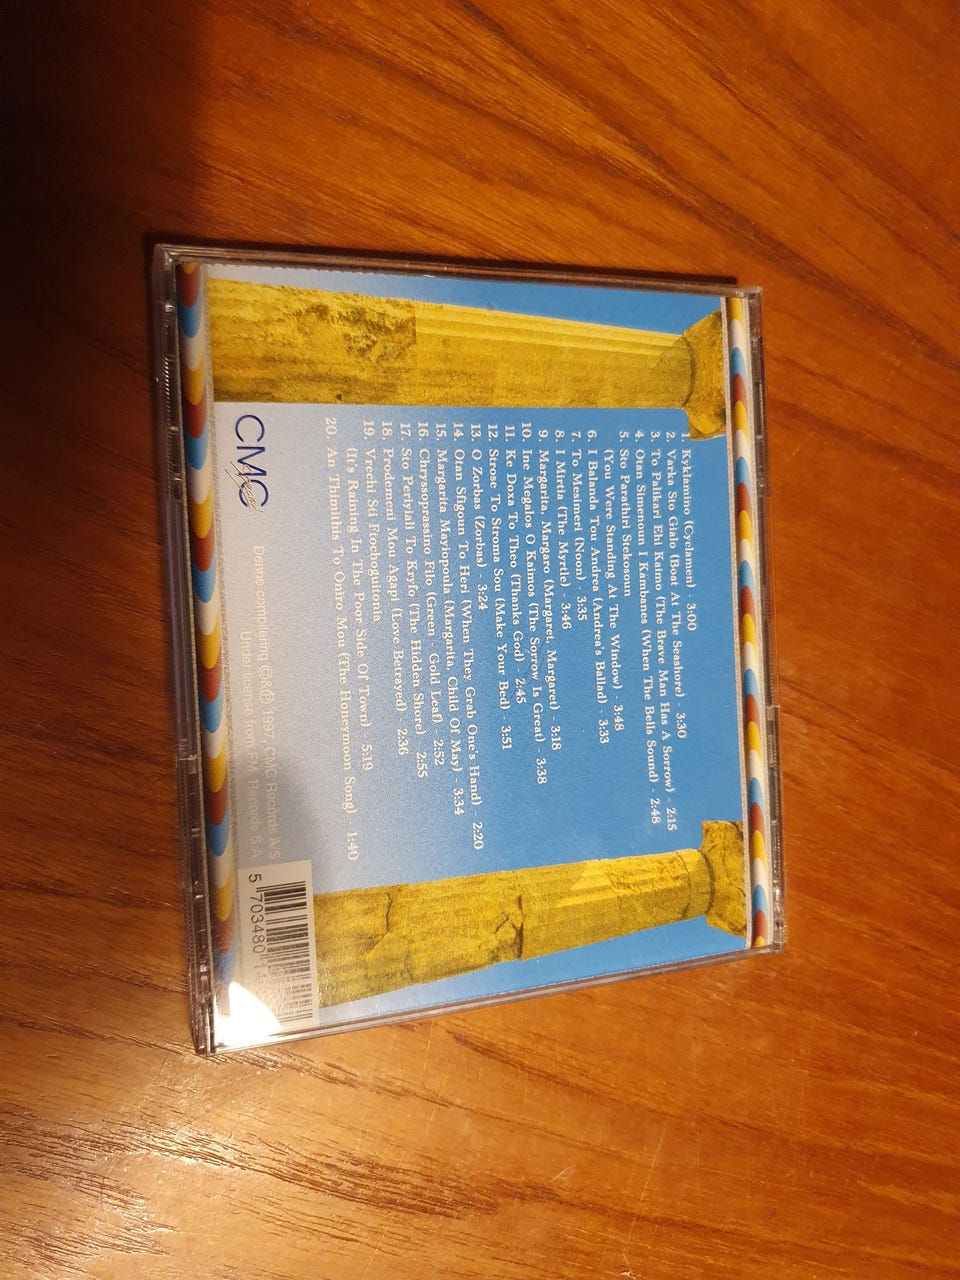 1. Kyklamino (Cyclamen) - 3:00
2. Varka Sto Gialo (Boat At The Seashore) - 3:30
3. To Palikari Ehi Kaimo (The Brave Man Has A Sorrow) - 2:15
4. Otan Simenoun I Kambanes (When The Bells Sound) - 2:48
5. Sto Parathiri Stekosoun
(You Were Standing At The Window) - 3:48
6. I Balanda Tou Andrea (Andrea's Ballad) - 3:33
7. To Mesimeri (Noon) - 3:35
8. I Mirtia (The Myrtle) - 3:46
9. Margarita, Margaro (Margaret, Margaret) - 3:18
10. Ine Megalos O Kaimos (The Sorrow Is Great) - 3:38
11. Ke Doxa To Theo (Thanks God) - 2:45
12. Strose To Stroma Sou (Make Your Bed) - 3:51
13. O Zorbas (Zorbas) - 3:24
14. Otan Sfigoun To Heri (When They Grab One's Hand) - 2:20
15. Margarita Mayiopoula (Margarita, Child Of May) - 3:34
16. Chryssoprassino Filo (Green - Gold Leaf) - 2:52
17. Sto Periyiali To Kryfo (The Hidden Shore) - 2:55
18. Prodomeni Mou Agapi (Love Betrayed) - 2:36
19. Vrechi Sti Ftochogitonia
(It's Raining In The Poor Side Of Town) - 5:19
20. An Thimithis To Oniro Mou (The Honeymoon Song) - 1:40
CMC
Denne compilering ©&℗ 1997, CMC Records A/S
Under license from EMI Records S.A.
5 703480